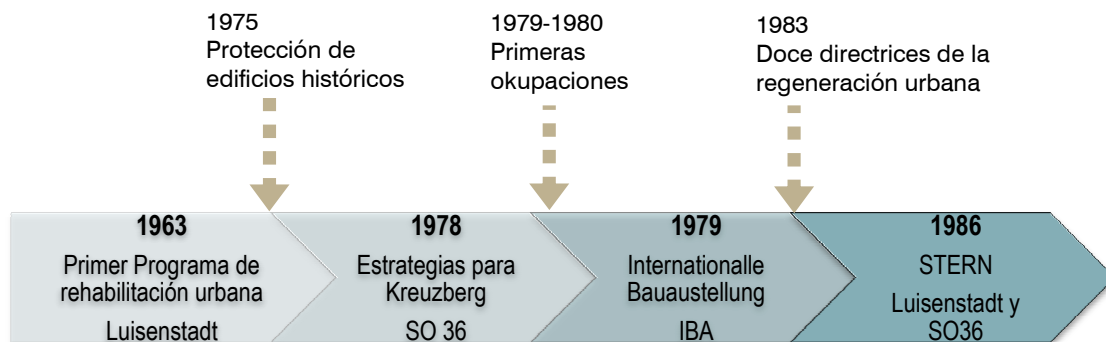 1975
Protección de
edificios históricos
1979-1980
Primeras
okupaciones
1983
Doce directrices de la
regeneración urbana
1963
Primer Programa de
rehabilitación urbana
Luisenstadt
1978
Estrategias para
Kreuzberg
SO 36
1979
Internationalle
Bauaustellung
IBA
1986
STERN
Luisenstadt y
SO36